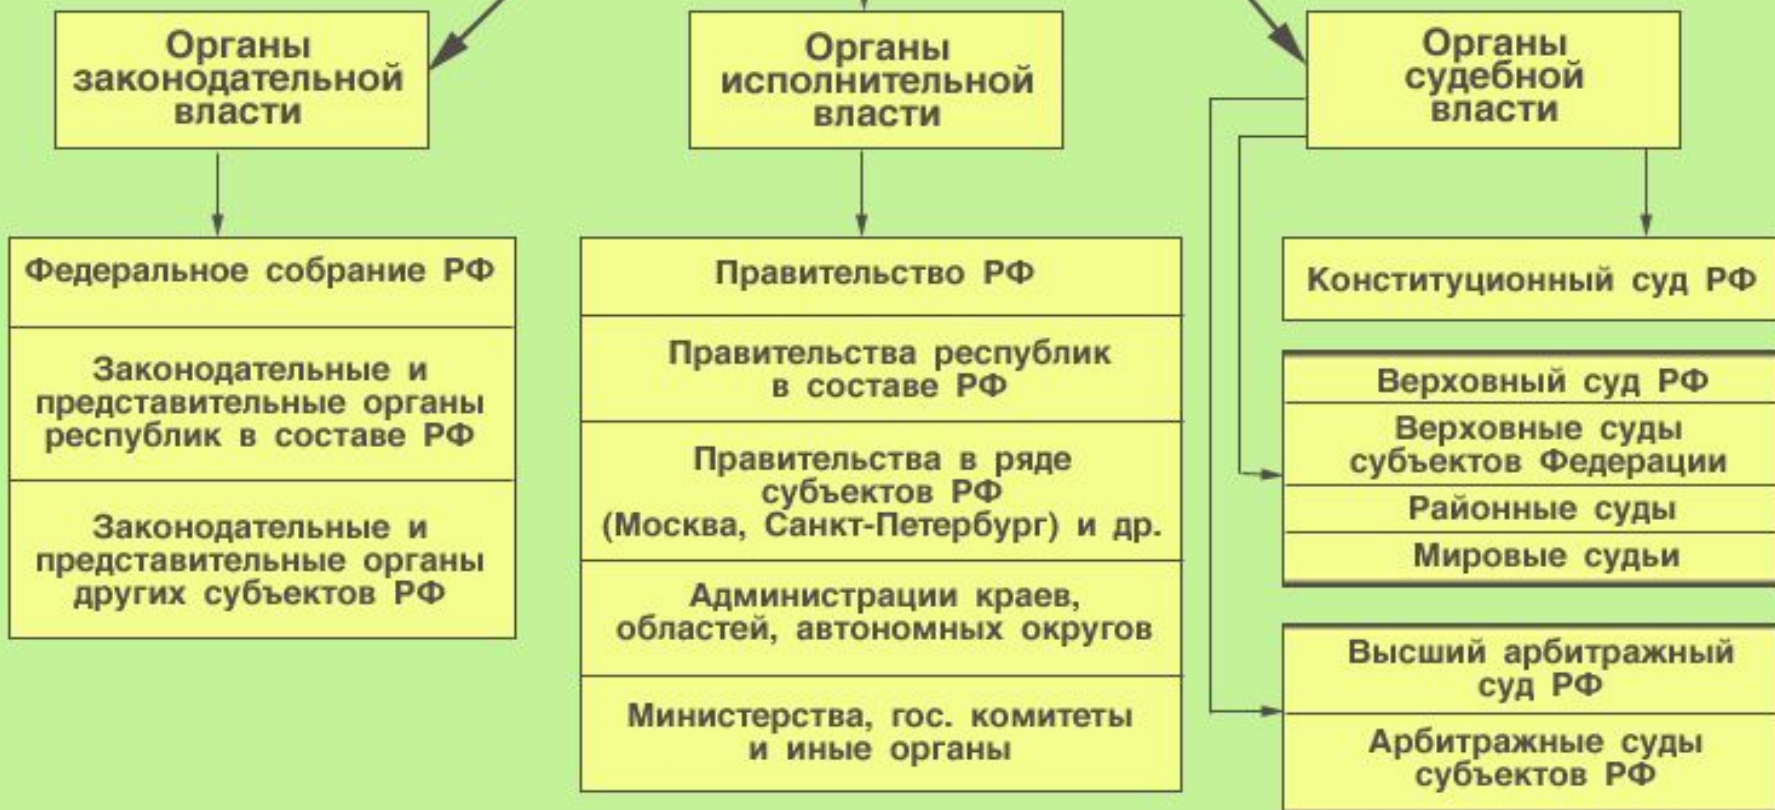 Органы
законодательной
власти
Органы
исполнительной
власти
Органы
судебной
власти
Федеральное собрание РФ
Законодательные и
представительные органы
республик в составе РФ
Законодательные и
представительные органы
других субъектов РФ
Правительство РФ
Правительства республик
в составе РФ
Правительства в ряде
субъектов РФ
(Москва, Санкт-Петербург) и др.
Администрации краев,
областей, автономных округов
Министерства, гос. комитеты
и иные органы
Конституционный суд РФ
Верховный суд РФ
Верховные суды
субъектов Федерации
Районные суды
Мировые судьи
Высший арбитражный
суд РФ
Арбитражные суды
субъектов РФ